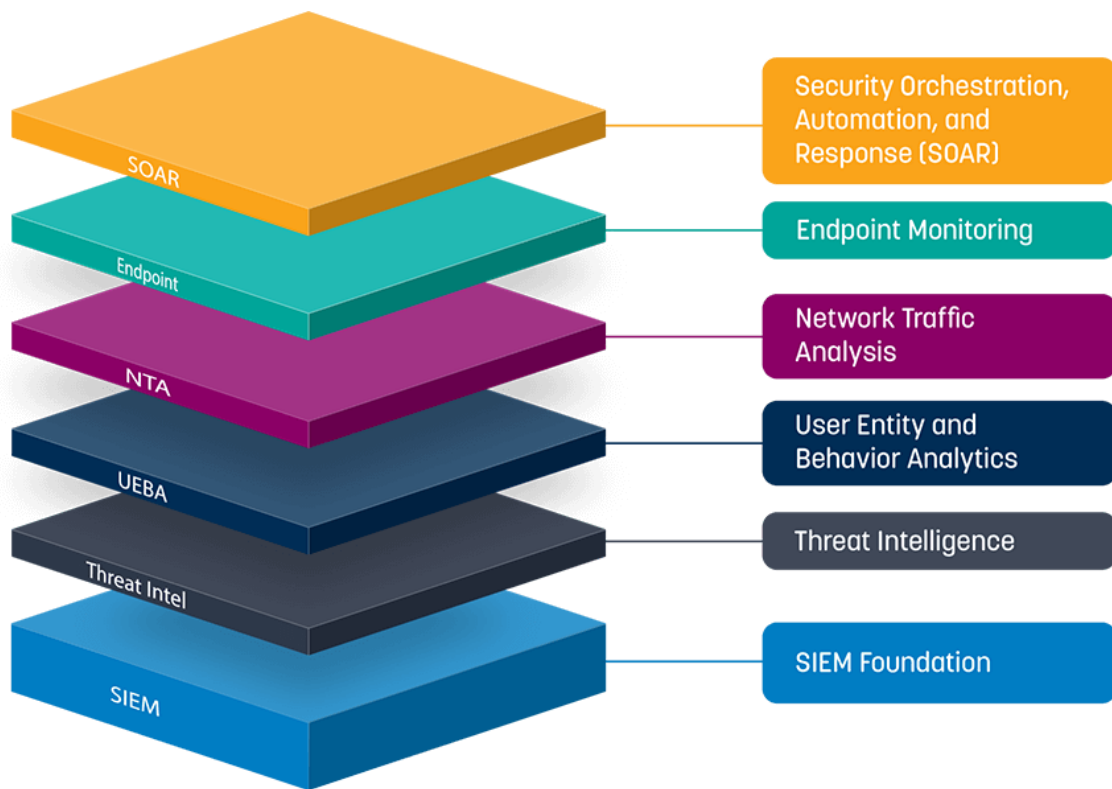 SOAR
Security Orchestration,
Automation, and
Response (SOAR)
Endpoint
Endpoint Monitoring
NTA
Network Traffic
Analysis
UEBA
User Entity and
Behavior Analytics
Threat Intel
Threat Intelligence
SIEM
SIEM Foundation